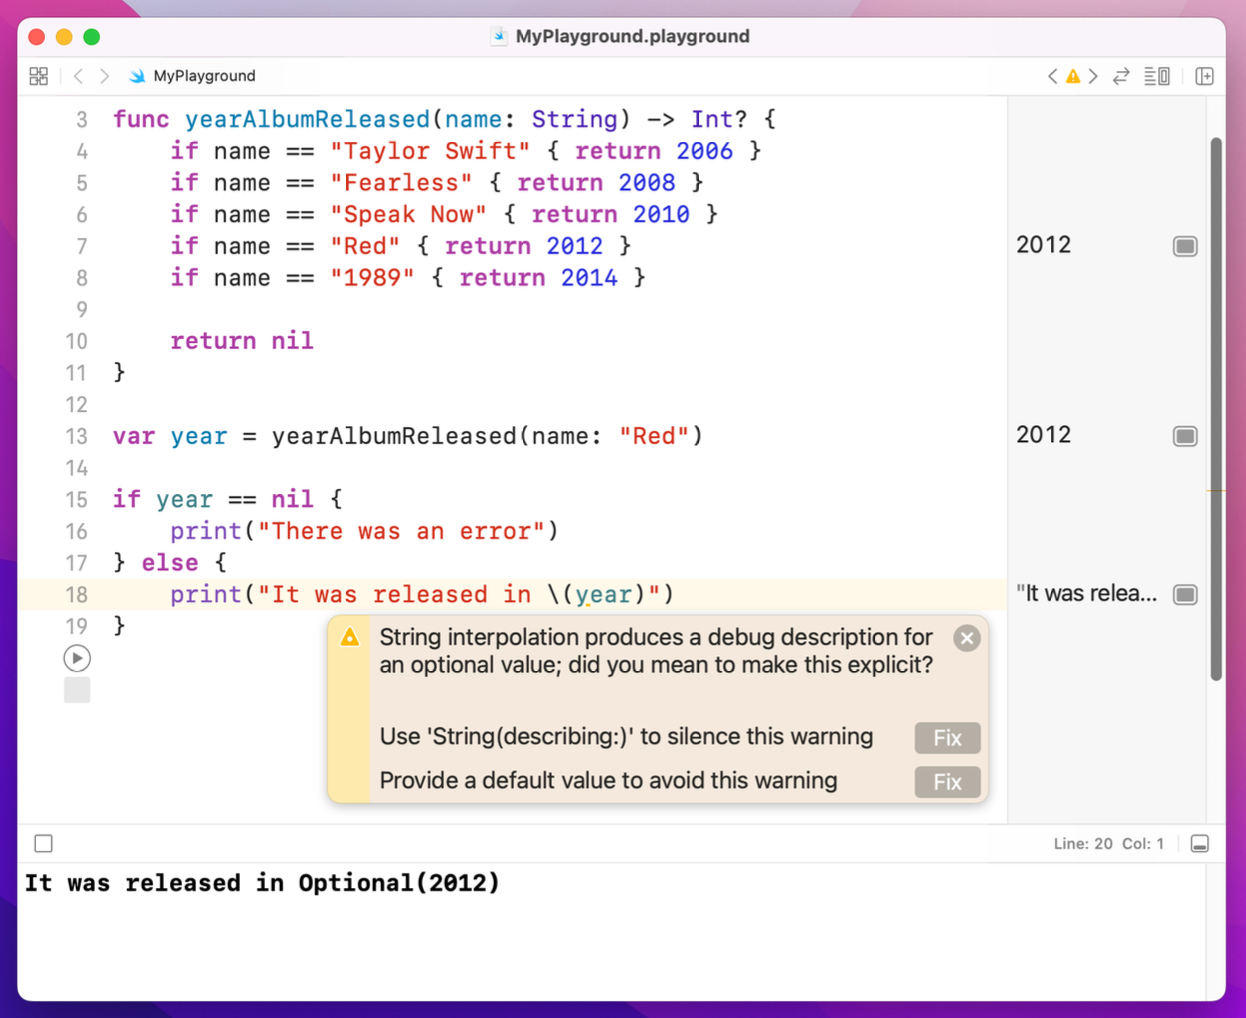 MyPlayground.playground
MyPlayground
3 func yearAlbumReleased(name: String) -> Int? {
4 if name == "Taylor Swift" { return 2006 }
5 if name == "Fearless" { return 2008 }
6 if name == "Speak Now" { return 2010 }
7 if name == "Red" { return 2012 } 2012
8 if name == "1989" { return 2014 }
9
10 return nil
11 }
12
13 var year = yearAlbumReleased(name: "Red") 2012
14
15 if year == nil {
16 print("There was an error")
17 } else {
18 print("It was released in \(year)") "It was relea...
19 }
String interpolation produces a debug description for
an optional value; did you mean to make this explicit?
Use 'String(describing:)' to silence this warning Fix
Provide a default value to avoid this warning Fix
Line: 20 Col: 1
It was released in Optional(2012)